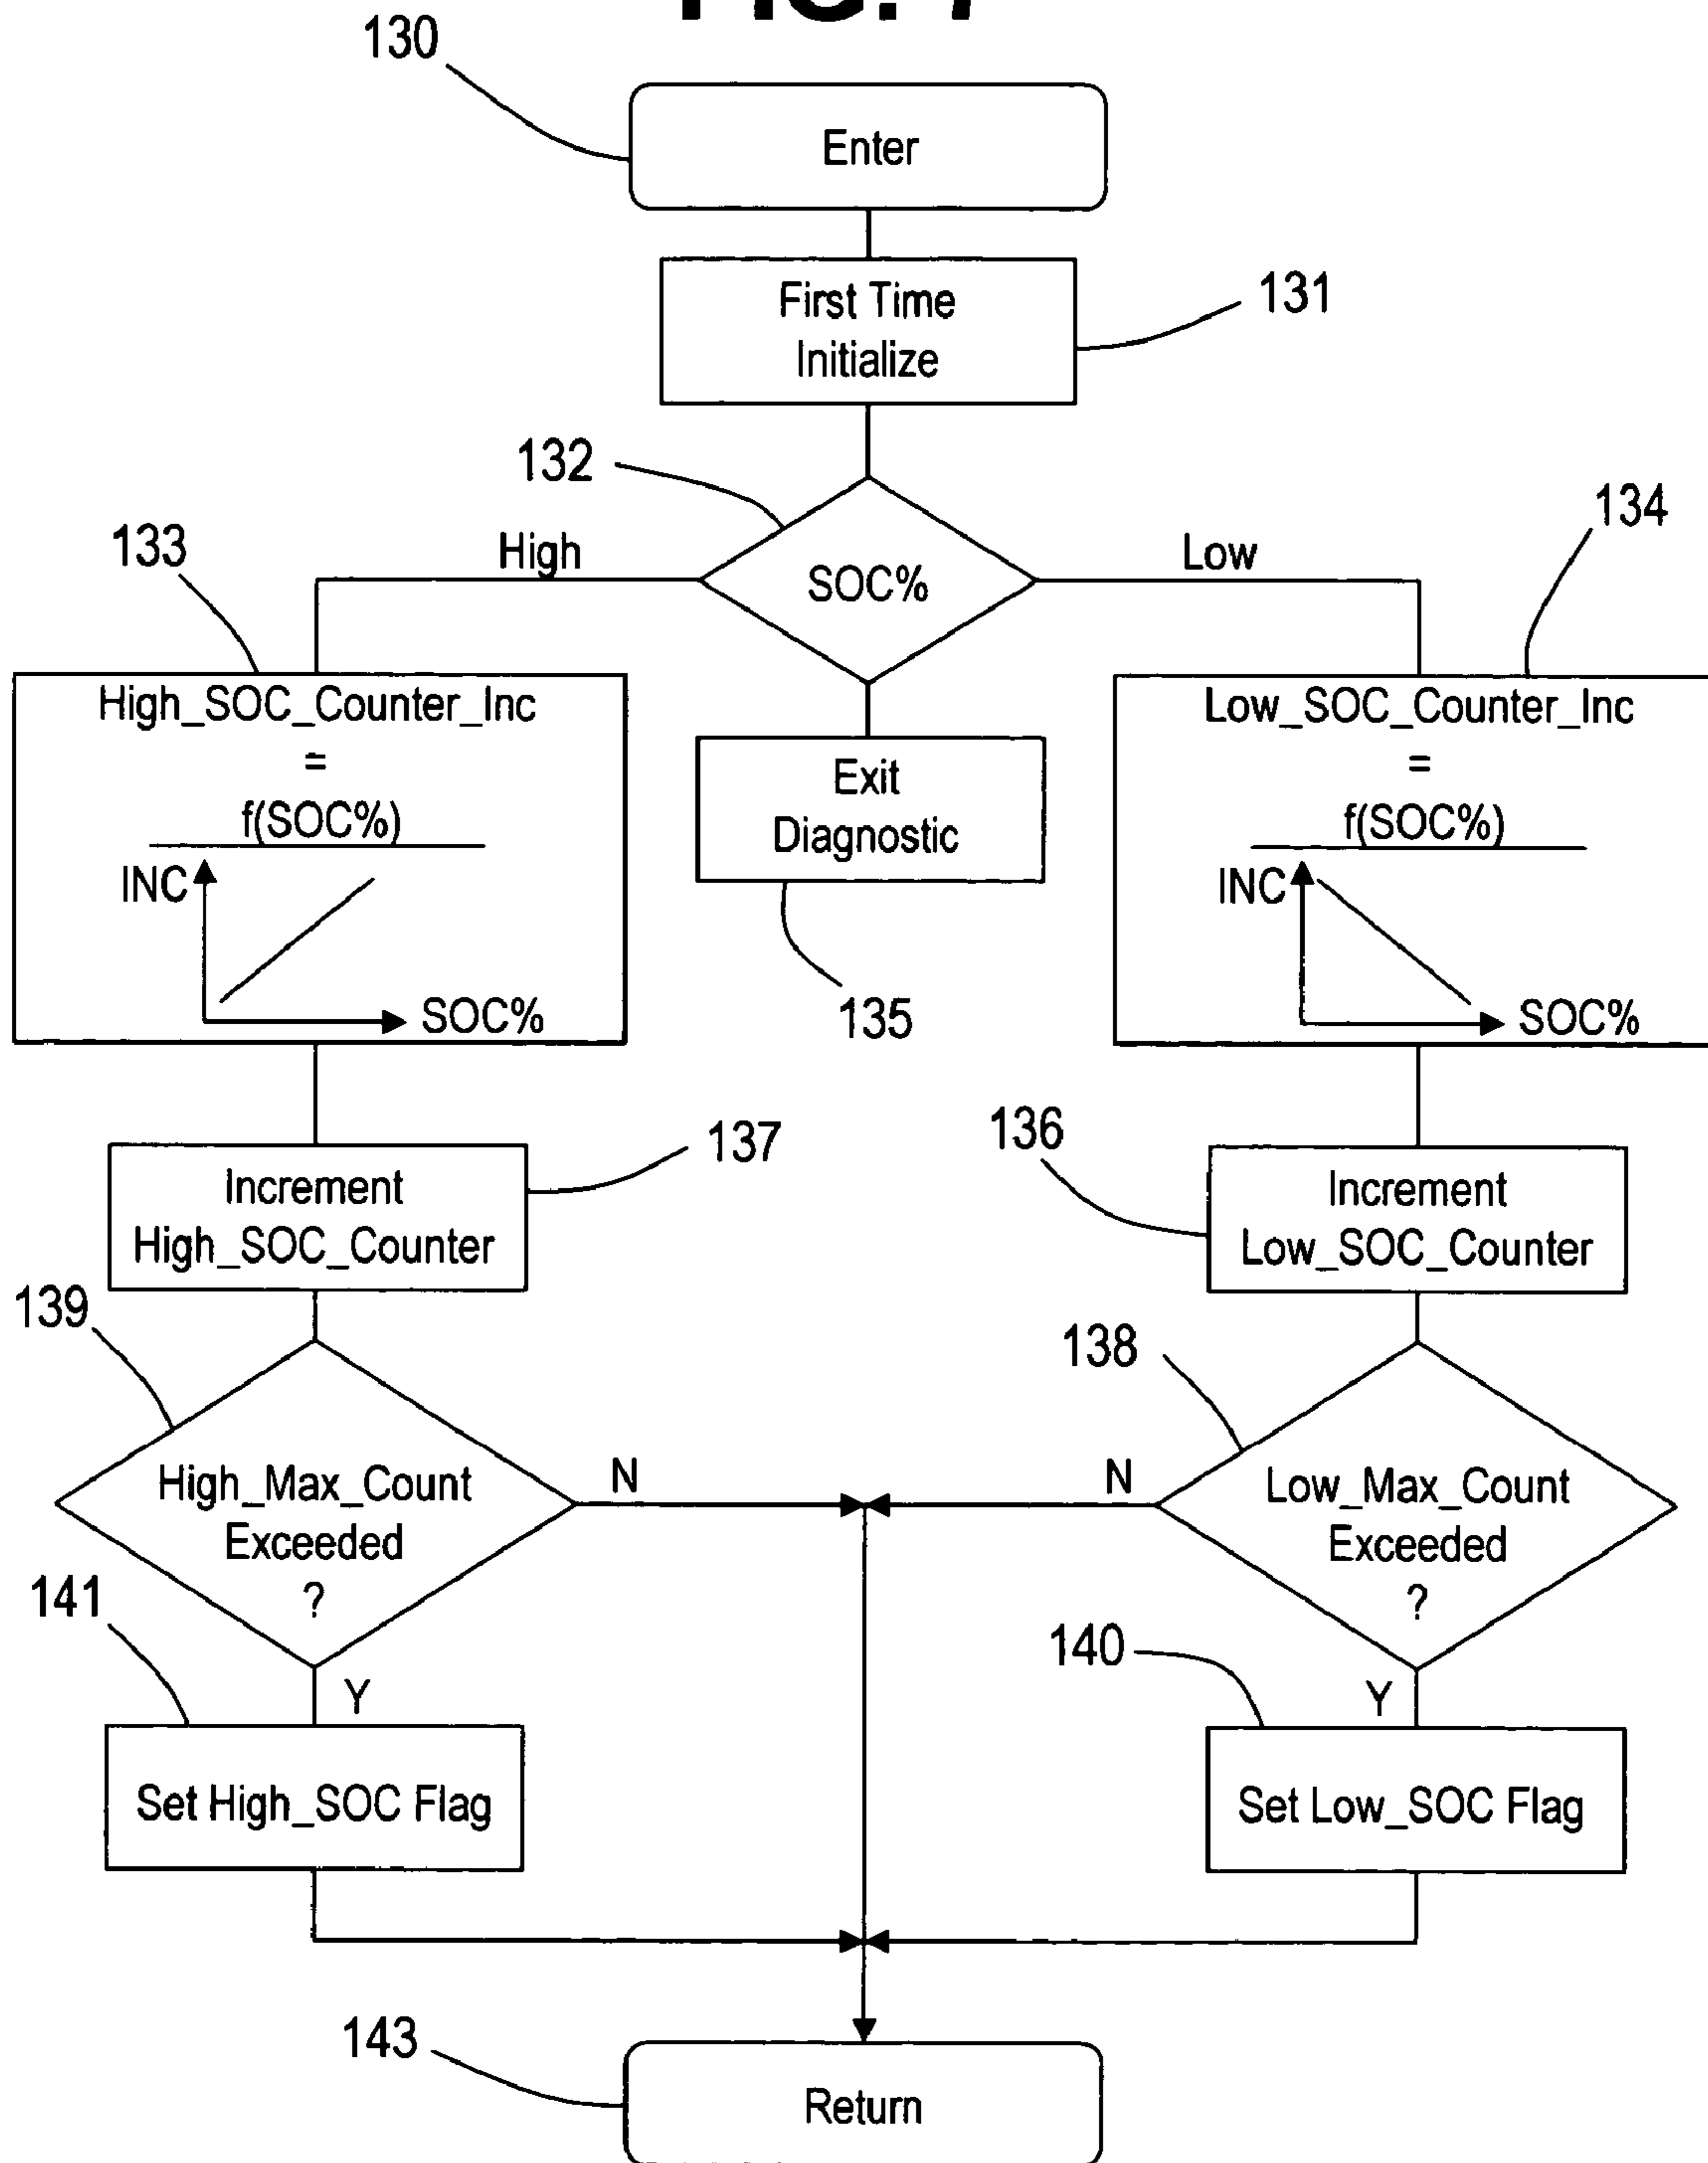 130
Enter
First Time
Initialize
131
132
134
133
High
SOC%
Low
High_SOC_Counter_Inc
=
f(SOC%)
INC
SOC%
Exit
Diagnostic
135
Low_SOC_Counter_Inc
=
f(SOC%)
INC
SOC%
137
136
Increment
High_SOC_Counter
Increment
Low_SOC_Counter
139
138
High_Max_Count
Exceeded
?
N
N
Low_Max_Count
Exceeded
?
141
140
Y
Y
Set High_SOC Flag
Set Low_SOC Flag
143
Return